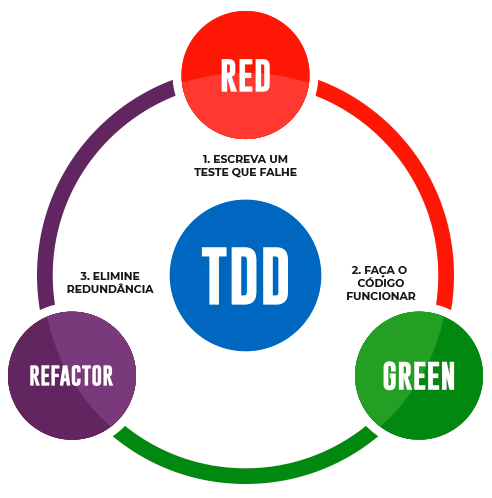 RED
1. ESCREVA UM
TESTE QUE FALHE
TDD
2. FAÇA O
CÓDIGO
FUNCIONAR
3. ELIMINE
REDUNDÂNCIA
GREEN
REFACTOR